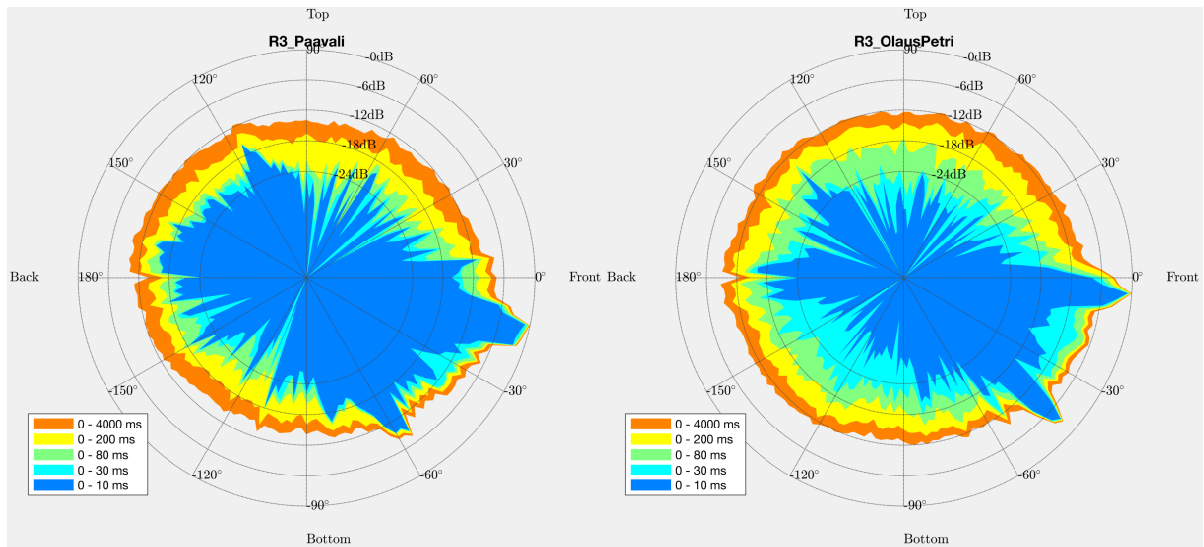 Top
R3_Paavali
90°
-0dB
120°
60°
-6dB
-12dB
-18dB
150°
30°
-24dB
Back
180°
0°
Front
-150°
-30°
0 - 4000 ms
0 - 200 ms
0 - 80 ms
0 - 30 ms
0 - 10 ms
-120°
-60°
-90°
Bottom
Top
R3_OlausPetri
90°
-0dB
120°
60°
-6dB
-12dB
-18dB
150°
30°
-24dB
Back
180°
0°
Front
-150°
-30°
0 - 4000 ms
0 - 200 ms
0 - 80 ms
0 - 30 ms
0 - 10 ms
-120°
-60°
-90°
Bottom